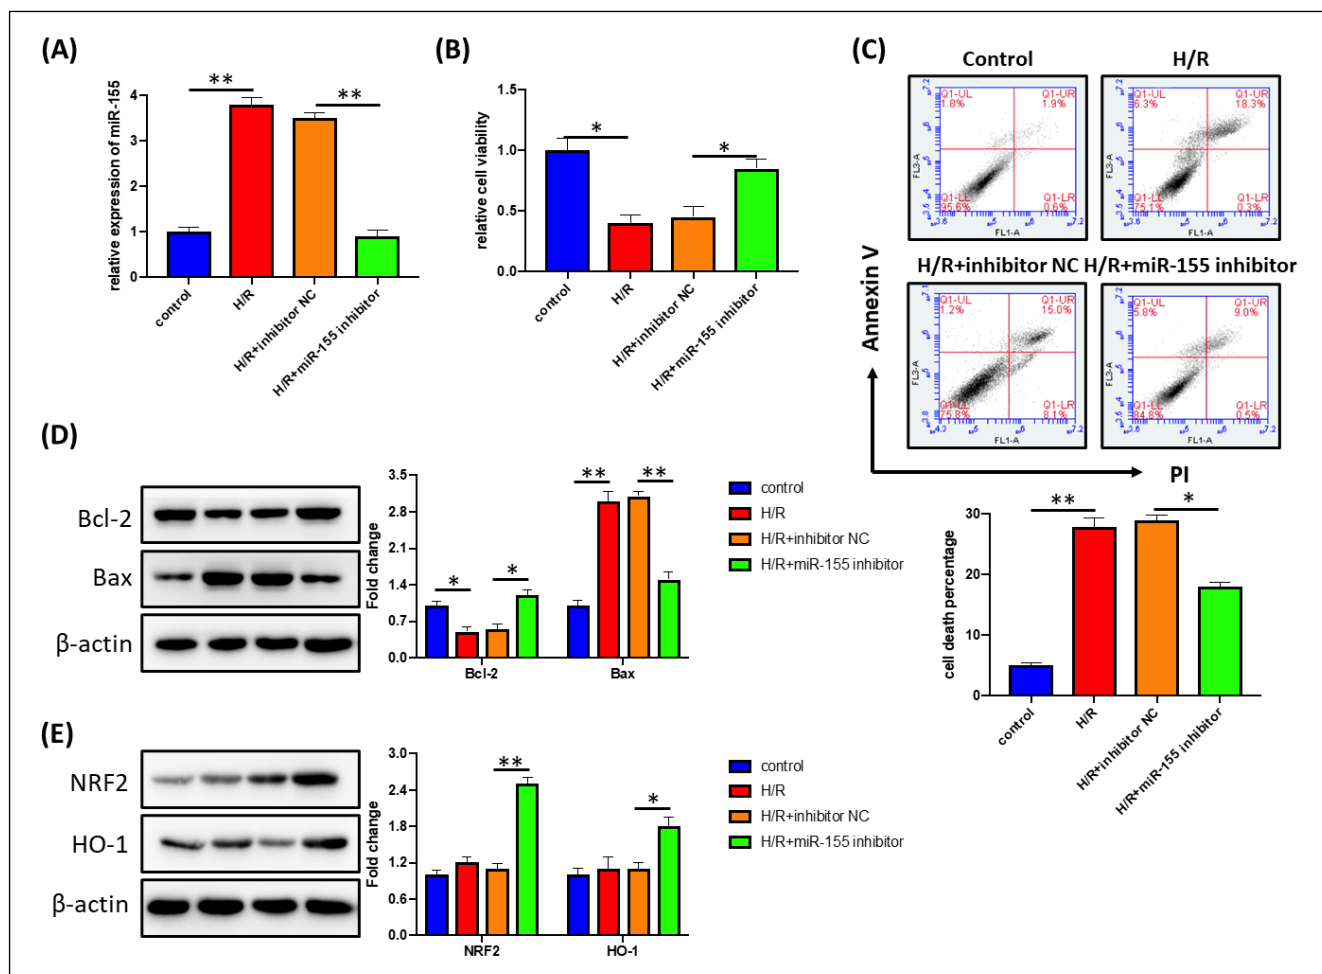 (A)
**
**
relative expression of miR-155
6
4
2
0
control
H/R
H/R+inhibitor NC
H/R+miR-155 inhibitor
(B)
*
*
relative cell viability
1.5
1.0
0.5
0.0
control
H/R
H/R+inhibitor NC
H/R+miR-155 inhibitor
(C)
Control
H/R
Q1-UL
1.8%
Q1-UR
1.9%
Q1-LL
95.6%
Q1-LR
0.6%
FL3-A
FL1-A
Q1-UL
6.3%
Q1-UR
18.3%
Q1-LL
75.1%
Q1-LR
0.3%
FL3-A
FL1-A
H/R+inhibitor NC H/R+miR-155 inhibitor
Q1-UL
1.2%
Q1-UR
15.0%
Q1-LL
75.8%
Q1-LR
8.1%
FL3-A
FL1-A
Q1-UL
5.8%
Q1-UR
9.0%
Q1-LL
84.8%
Q1-LR
0.5%
FL3-A
FL1-A
Annexin V
PI
**
*
cell death percentage
30
20
10
0
control
H/R
H/R+inhibitor NC
H/R+miR-155 inhibitor
(D)
Bcl-2
Bax
β-actin
Fold change
3.5
2.8
2.1
1.4
0.7
0.0
*
*
**
**
Bcl-2
Bax
control
H/R
H/R+inhibitor NC
H/R+miR-155 inhibitor
(E)
NRF2
HO-1
β-actin
Fold change
3.0
2.4
1.8
1.2
0.6
0.0
**
*
NRF2
HO-1
control
H/R
H/R+inhibitor NC
H/R+miR-155 inhibitor